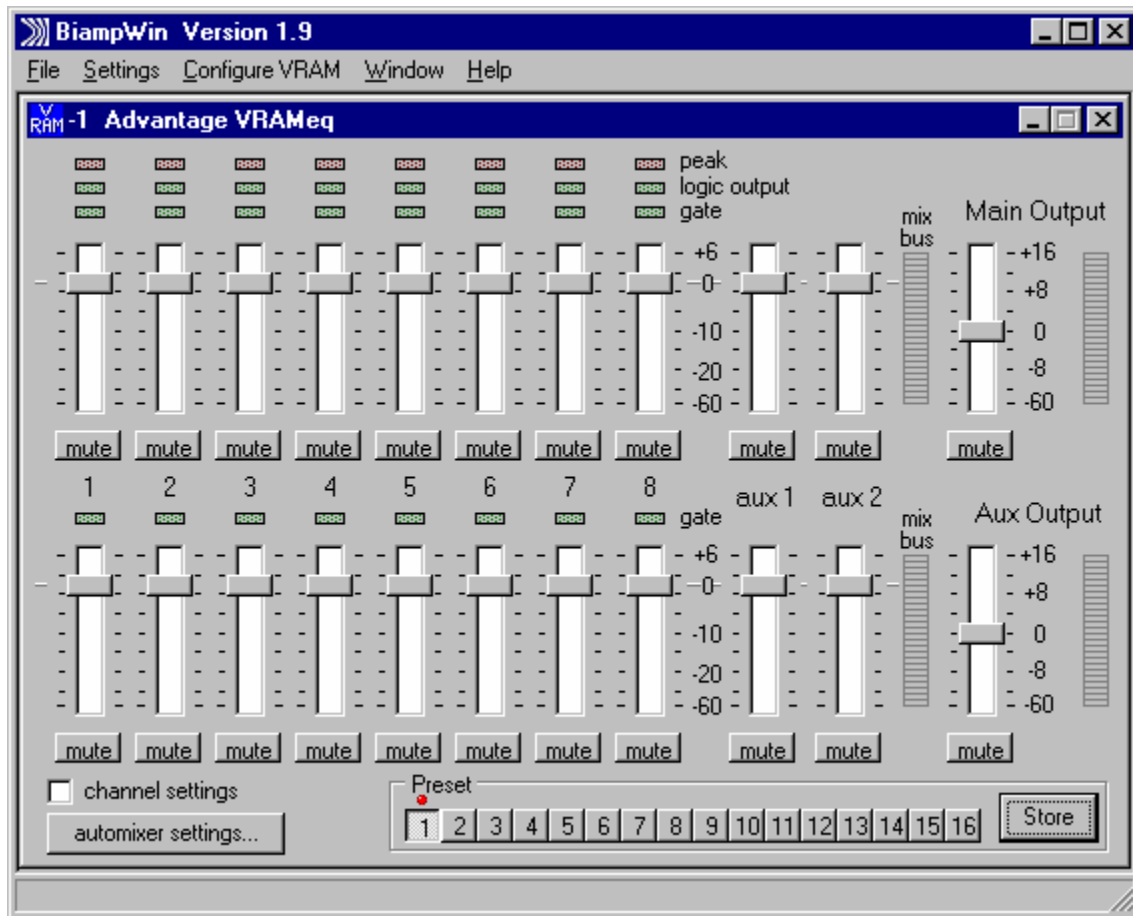 BiampWin Version 1.9
File Settings Configure VRAM Window Help
V RAM -1 Advantage VRAMeq
peak
logic output
gate mix bus Main Output
+6 +16
0 +8
-10 0
-20 -8
-60 -60
mute mute mute mute mute mute mute mute mute mute mute
1 2 3 4 5 6 7 8 aux 1 aux 2
gate mix bus Aux Output
+6 +16
0 +8
-10 0
-20 -8
-60 -60
mute mute mute mute mute mute mute mute mute mute mute
channel settings
Preset
automixer settings... 1 2 3 4 5 6 7 8 9 10 11 12 13 14 15 16 Store